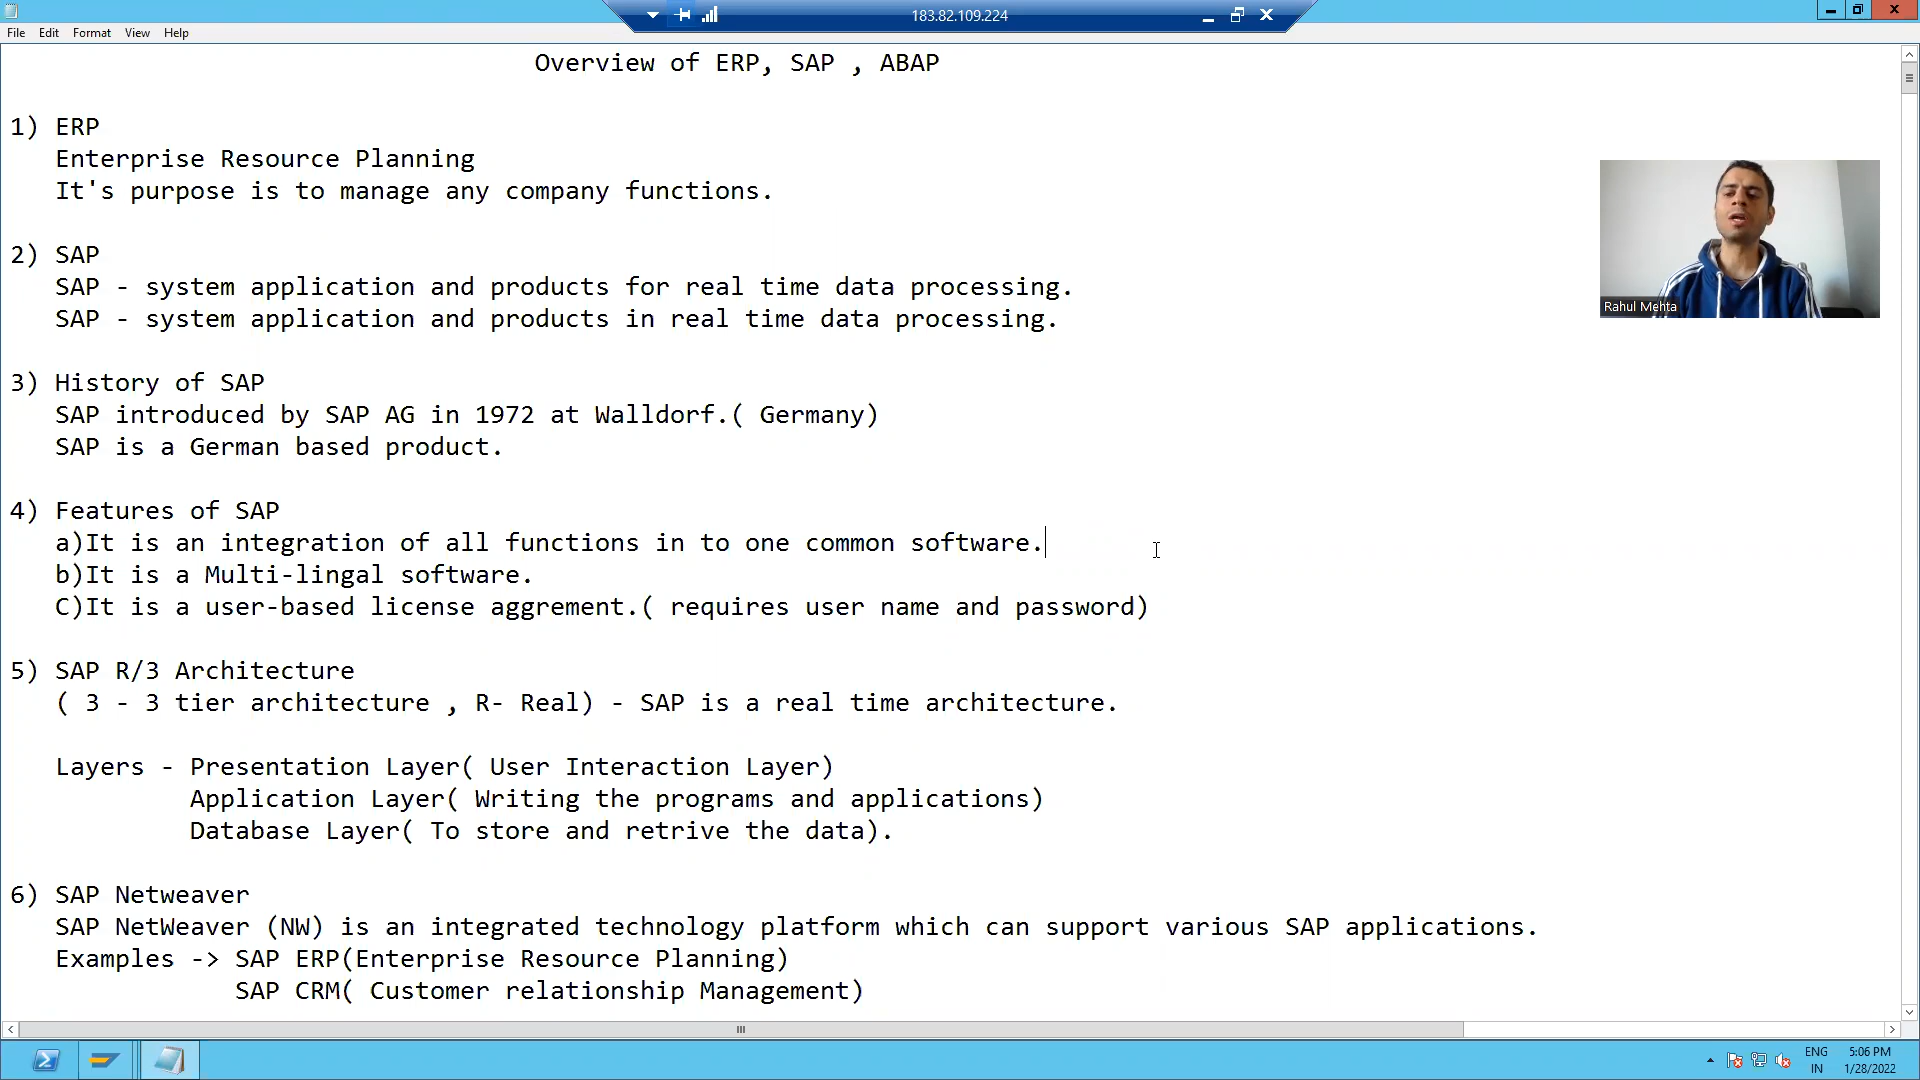 183.82.109.224
File Edit Format View Help
Overview of ERP, SAP , ABAP
1) ERP
Enterprise Resource Planning
It's purpose is to manage any company functions.
2) SAP
SAP - system application and products for real time data processing.
SAP - system application and products in real time data processing.
Rahul Mehta
3) History of SAP
SAP introduced by SAP AG in 1972 at Walldorf.( Germany)
SAP is a German based product.
4) Features of SAP
a)It is an integration of all functions in to one common software.
b)It is a Multi-lingal software.
C)It is a user-based license aggrement.( requires user name and password)
5) SAP R/3 Architecture
( 3 - 3 tier architecture , R- Real) - SAP is a real time architecture.
Layers - Presentation Layer( User Interaction Layer)
Application Layer( Writing the programs and applications)
Database Layer( To store and retrive the data).
6) SAP Netweaver
SAP NetWeaver (NW) is an integrated technology platform which can support various SAP applications.
Examples -> SAP ERP(Enterprise Resource Planning)
SAP CRM( Customer relationship Management)
ENG 5:06 PM
IN 1/28/2022